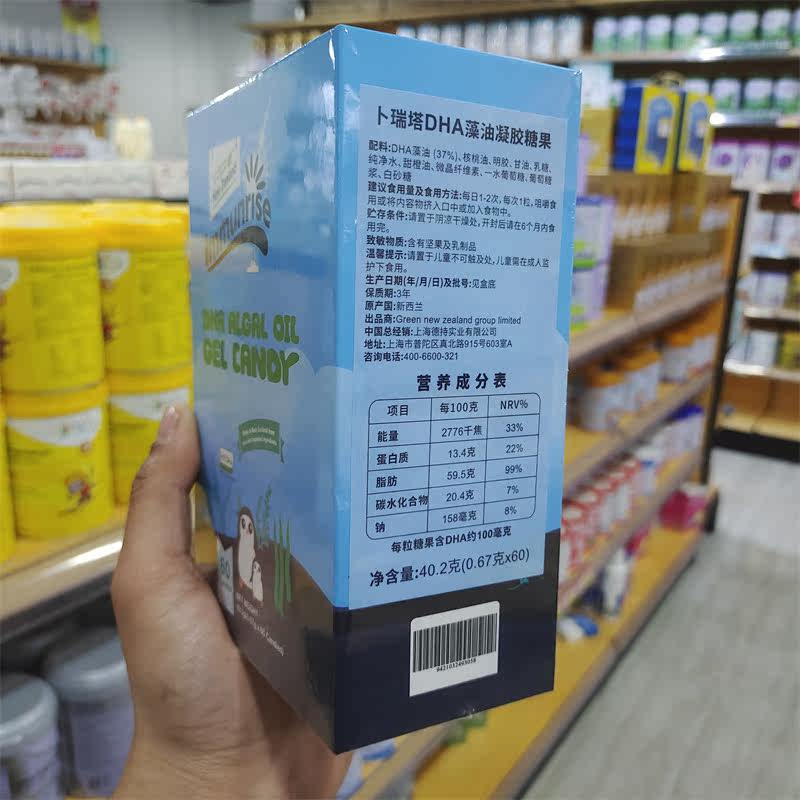 卜瑞塔DHA藻油凝胶糖果
配料:DHA藻油 (37%)、核桃油、明胶、甘油、乳糖、
纯净水、甜橙油、微晶纤维素、一水葡萄糖、葡萄糖
浆、白砂糖
建议食用量及食用方法:每日1-2次，每次1粒，咀嚼食
用或将内容物挤入口中或加入食物中。
贮存条件:请置于阴凉干燥处，开封后请在6个月内食
用完。
致敏物质:含有坚果及乳制品
温馨提示:请置于儿童不可触及处，儿童需在成人监
护下食用。
生产日期(年/月/日)及批号:见盒底
保质期:3年
原产国:新西兰
出品商:Green new zealand group limited
中国总经销:上海德持实业有限公司
地址:上海市普陀区真北路915号603室A
咨询电话:400-6600-321
营养成分表
项目 每100克 NRV%
能量 2776千焦 33%
蛋白质 13.4克 22%
脂肪 59.5克 99%
碳水化合物 20.4克 7%
钠 158毫克 8%
每粒糖果含DHA约100毫克
净含量:40.2克(0.67克x60)
9421032493058
immunrise
DHA ALGAL OIL
GEL CANDY
60